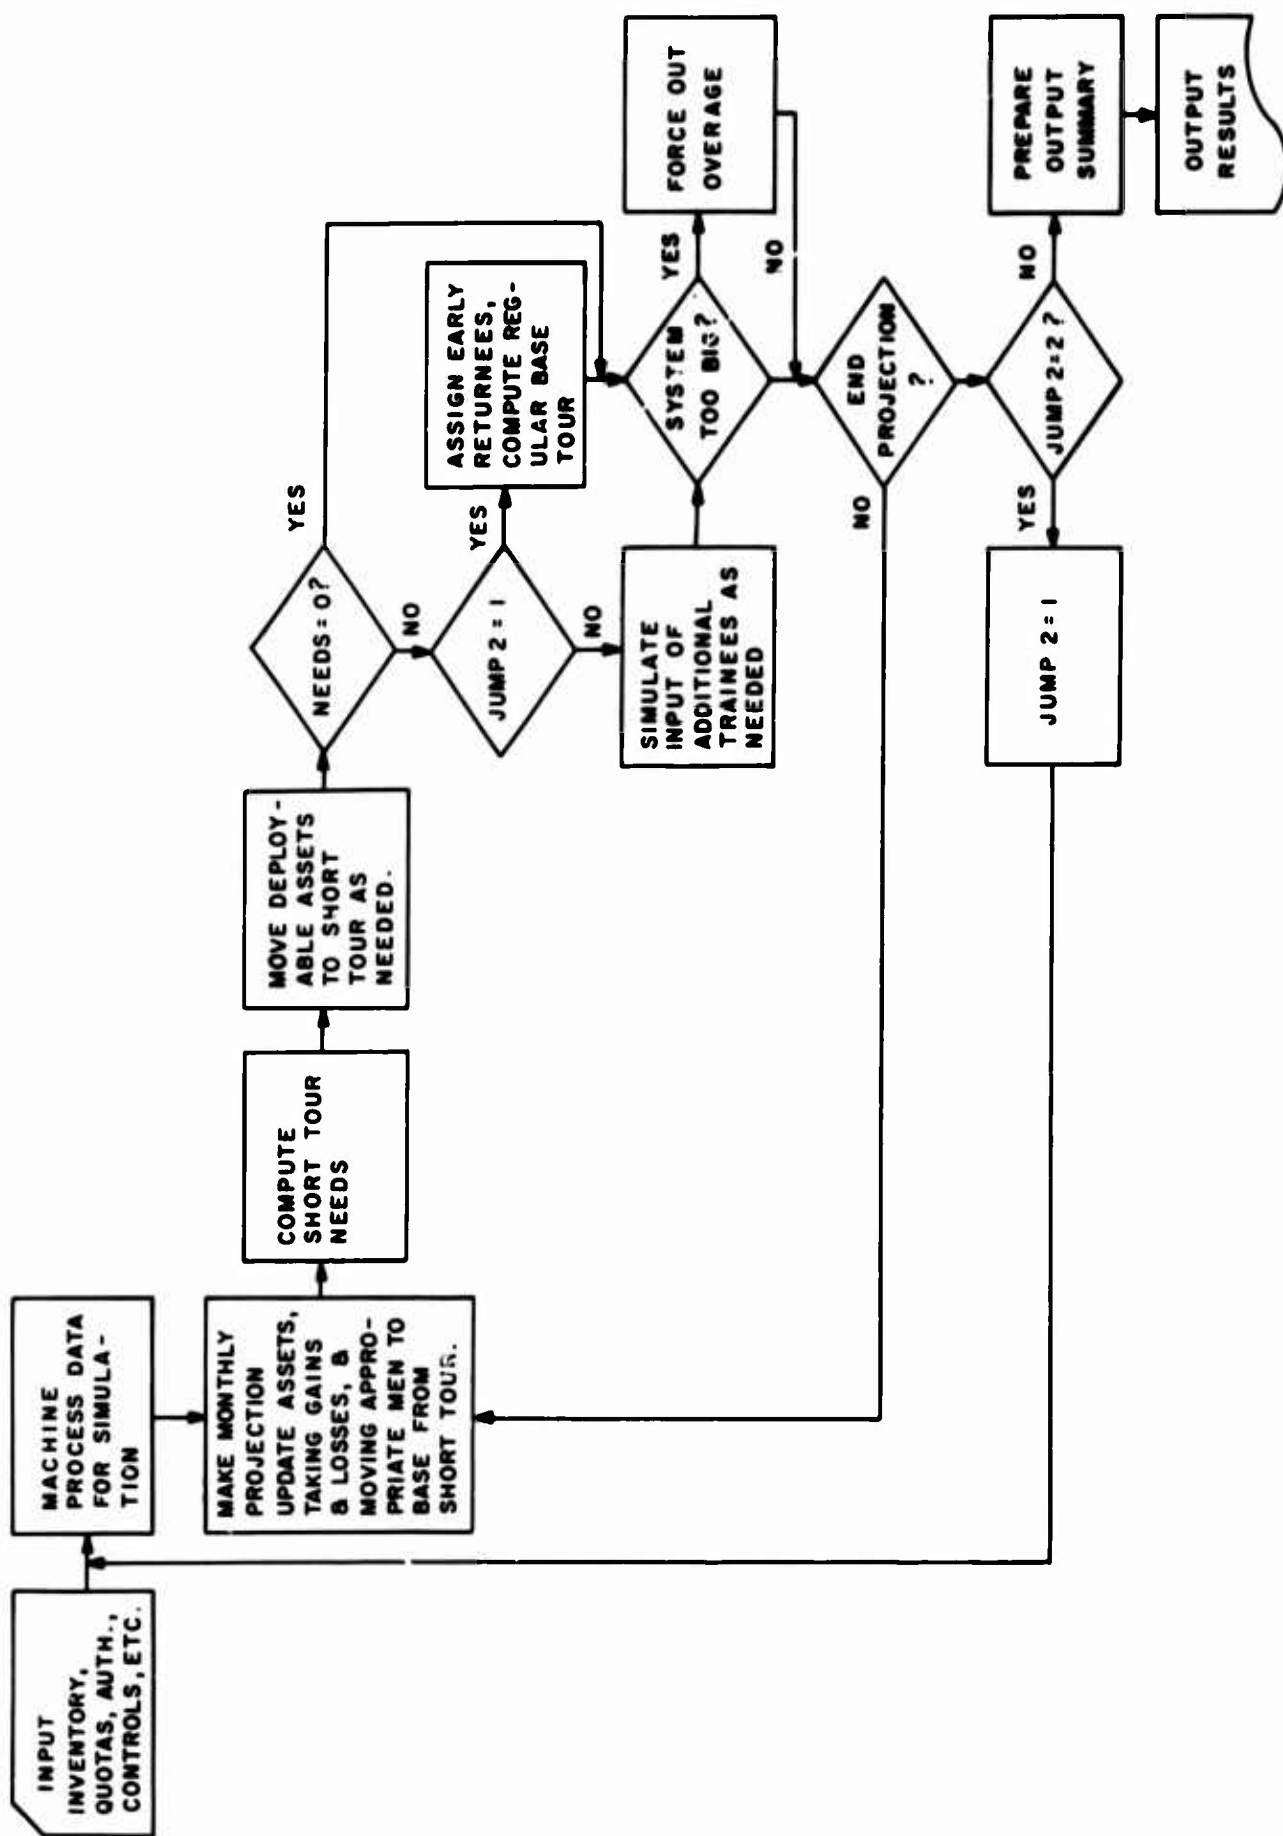 INPUT
INVENTORY,
QUOTAS, AUTH.,
CONTROLS, ETC.
MACHINE
PROCESS DATA
FOR SIMULA-
TION
MAKE MONTHLY
PROJECTION
UPDATE ASSETS,
TAKING GAINS
& LOSSES, &
MOVING APPRO-
PRIATE MEN TO
BASE FROM
SHORT TOUR.
COMPUTE
SHORT TOUR
NEEDS
MOVE DEPLOY-
ABLE ASSETS
TO SHORT
TOUR AS
NEEDED.
NEEDS = 0?
YES
NO
JUMP 2 = 1
YES
NO
ASSIGN EARLY
RETURNEES,
COMPUTE REG-
ULAR BASE
TOUR
SIMULATE
INPUT OF
ADDITIONAL
TRAINEES AS
NEEDED
SYSTEM
TOO BIG?
YES
NO
FORCE OUT
OVERAGE
END
PROJECTION
?
NO
JUMP 2=2?
YES
NO
JUMP 2 = 1
PREPARE
OUTPUT
SUMMARY
OUTPUT
RESULTS